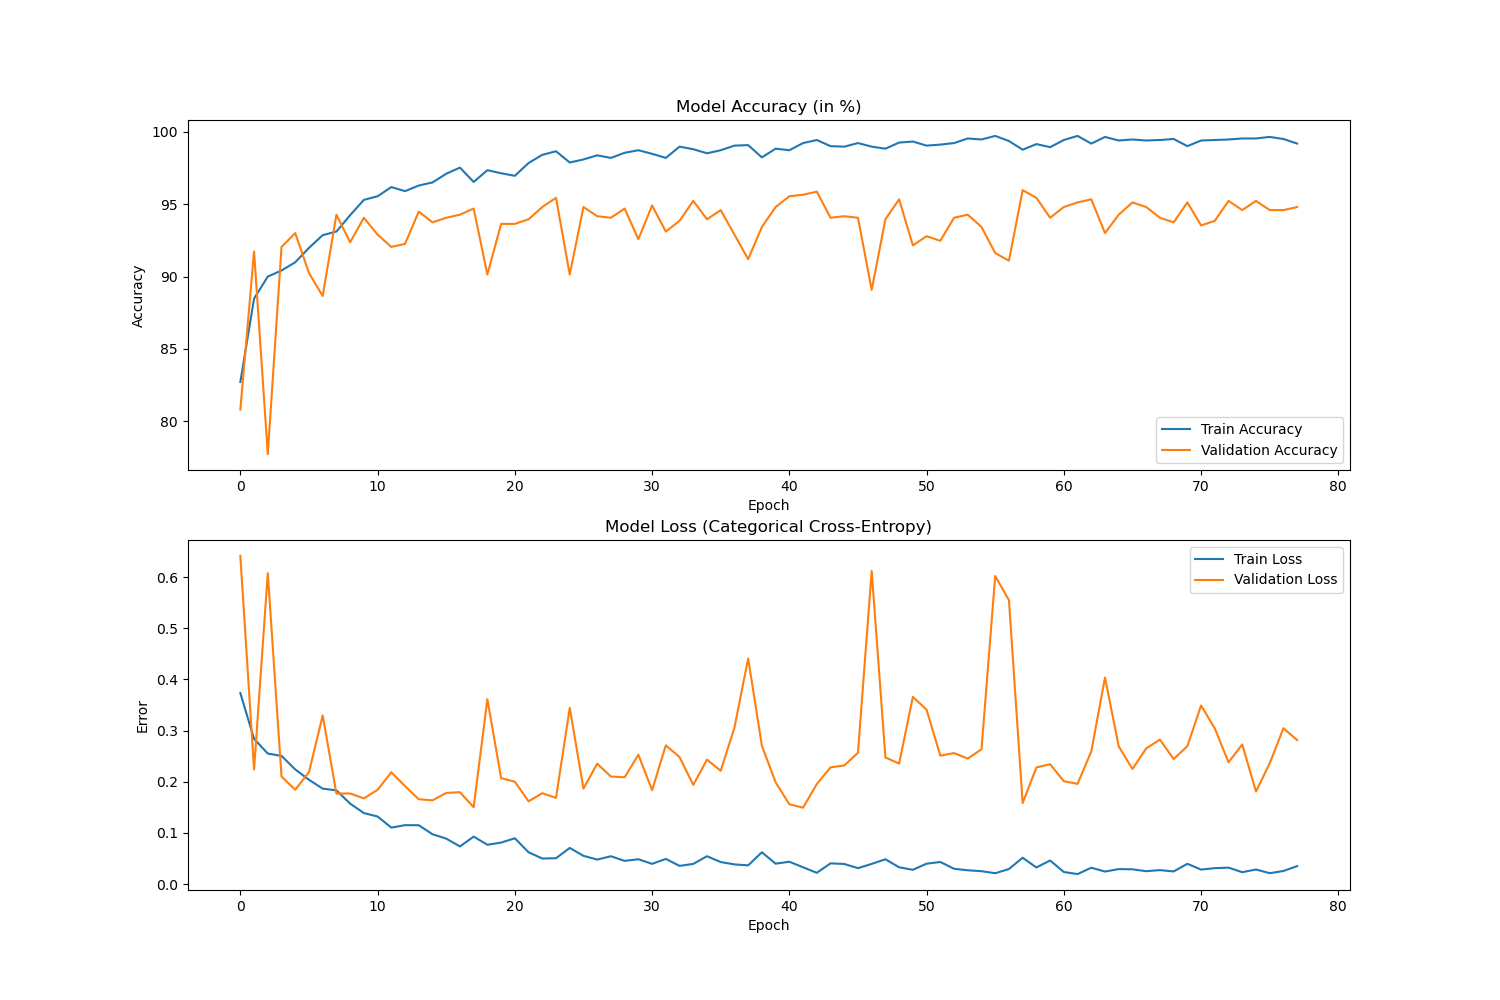 Model Accuracy (in %)
100
95
90
85
80
Accuracy
Train Accuracy
Validation Accuracy
0 10 20 30 40 50 60 70 80
Epoch
Model Loss (Categorical Cross-Entropy)
0.6
0.5
0.4
0.3
0.2
0.1
0.0
Error
Train Loss
Validation Loss
0 10 20 30 40 50 60 70 80
Epoch